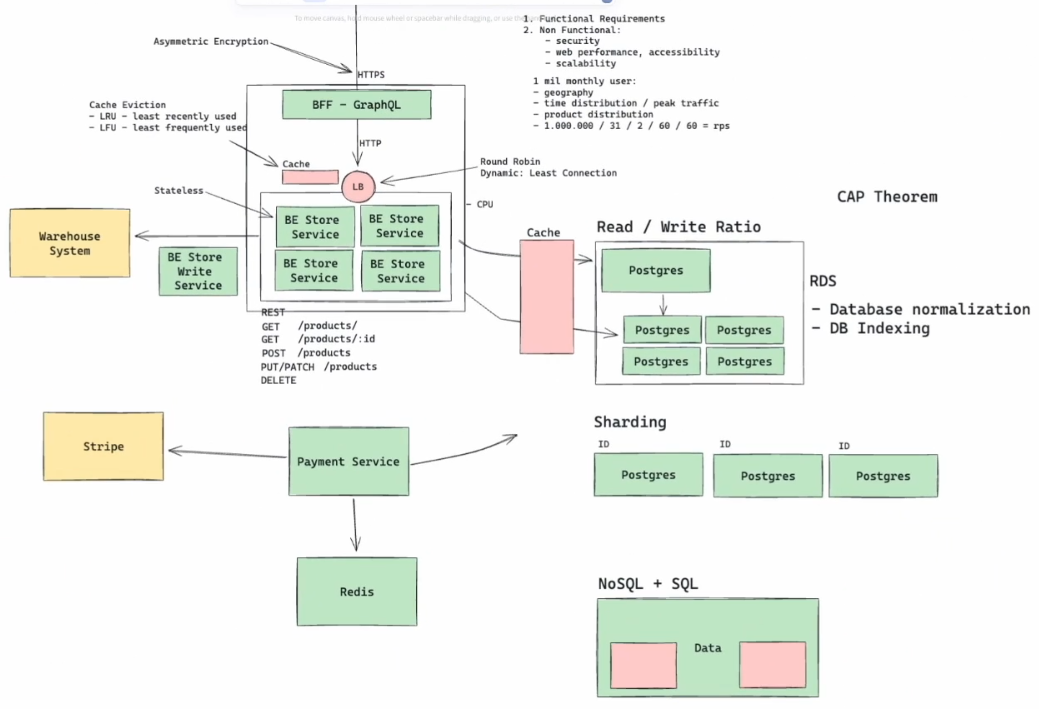 To move canvas, hold mouse wheel or spacebar while dragging, or use the
1. Functional Requirements
2. Non Functional:
- security
- web performance, accessibility
- scalability
1 mil monthly user:
- geography
- time distribution / peak traffic
- product distribution
- 1.000.000 / 31 / 2 / 60 / 60 = rps
Asymmetric Encryption
HTTPS
BFF - GraphQL
HTTP
Cache Eviction
- LRU - least recently used
- LFU - least frequently used
Cache
LB
Round Robin
Dynamic: Least Connection
Stateless
- CPU
BE Store
Service
BE Store
Service
BE Store
Service
BE Store
Service
Warehouse
System
BE Store
Write
Service
REST
GET /products/
GET /products/:id
POST /products
PUT/PATCH /products
DELETE
CAP Theorem
Cache
Read / Write Ratio
Postgres
Postgres
Postgres
Postgres
Postgres
RDS
- Database normalization
- DB Indexing
Stripe
Payment Service
Redis
Sharding
ID
ID
ID
Postgres
Postgres
Postgres
NoSQL + SQL
Data